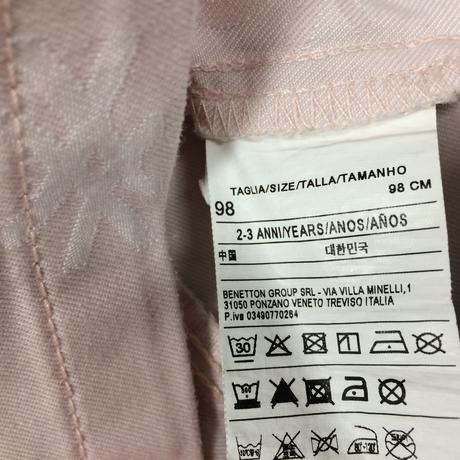 TAGLIA/SIZE/TALLA/TAMANHO
98 98 CM
2-3 ANNI/YEARS/ANOS/AÑOS
中国 대한민국
BENETTON GROUP SRL - VIA VILLA MINELLI,1
31050 PONZANO VENETO TREVISO ITALIA
P.iva 03490770264
30